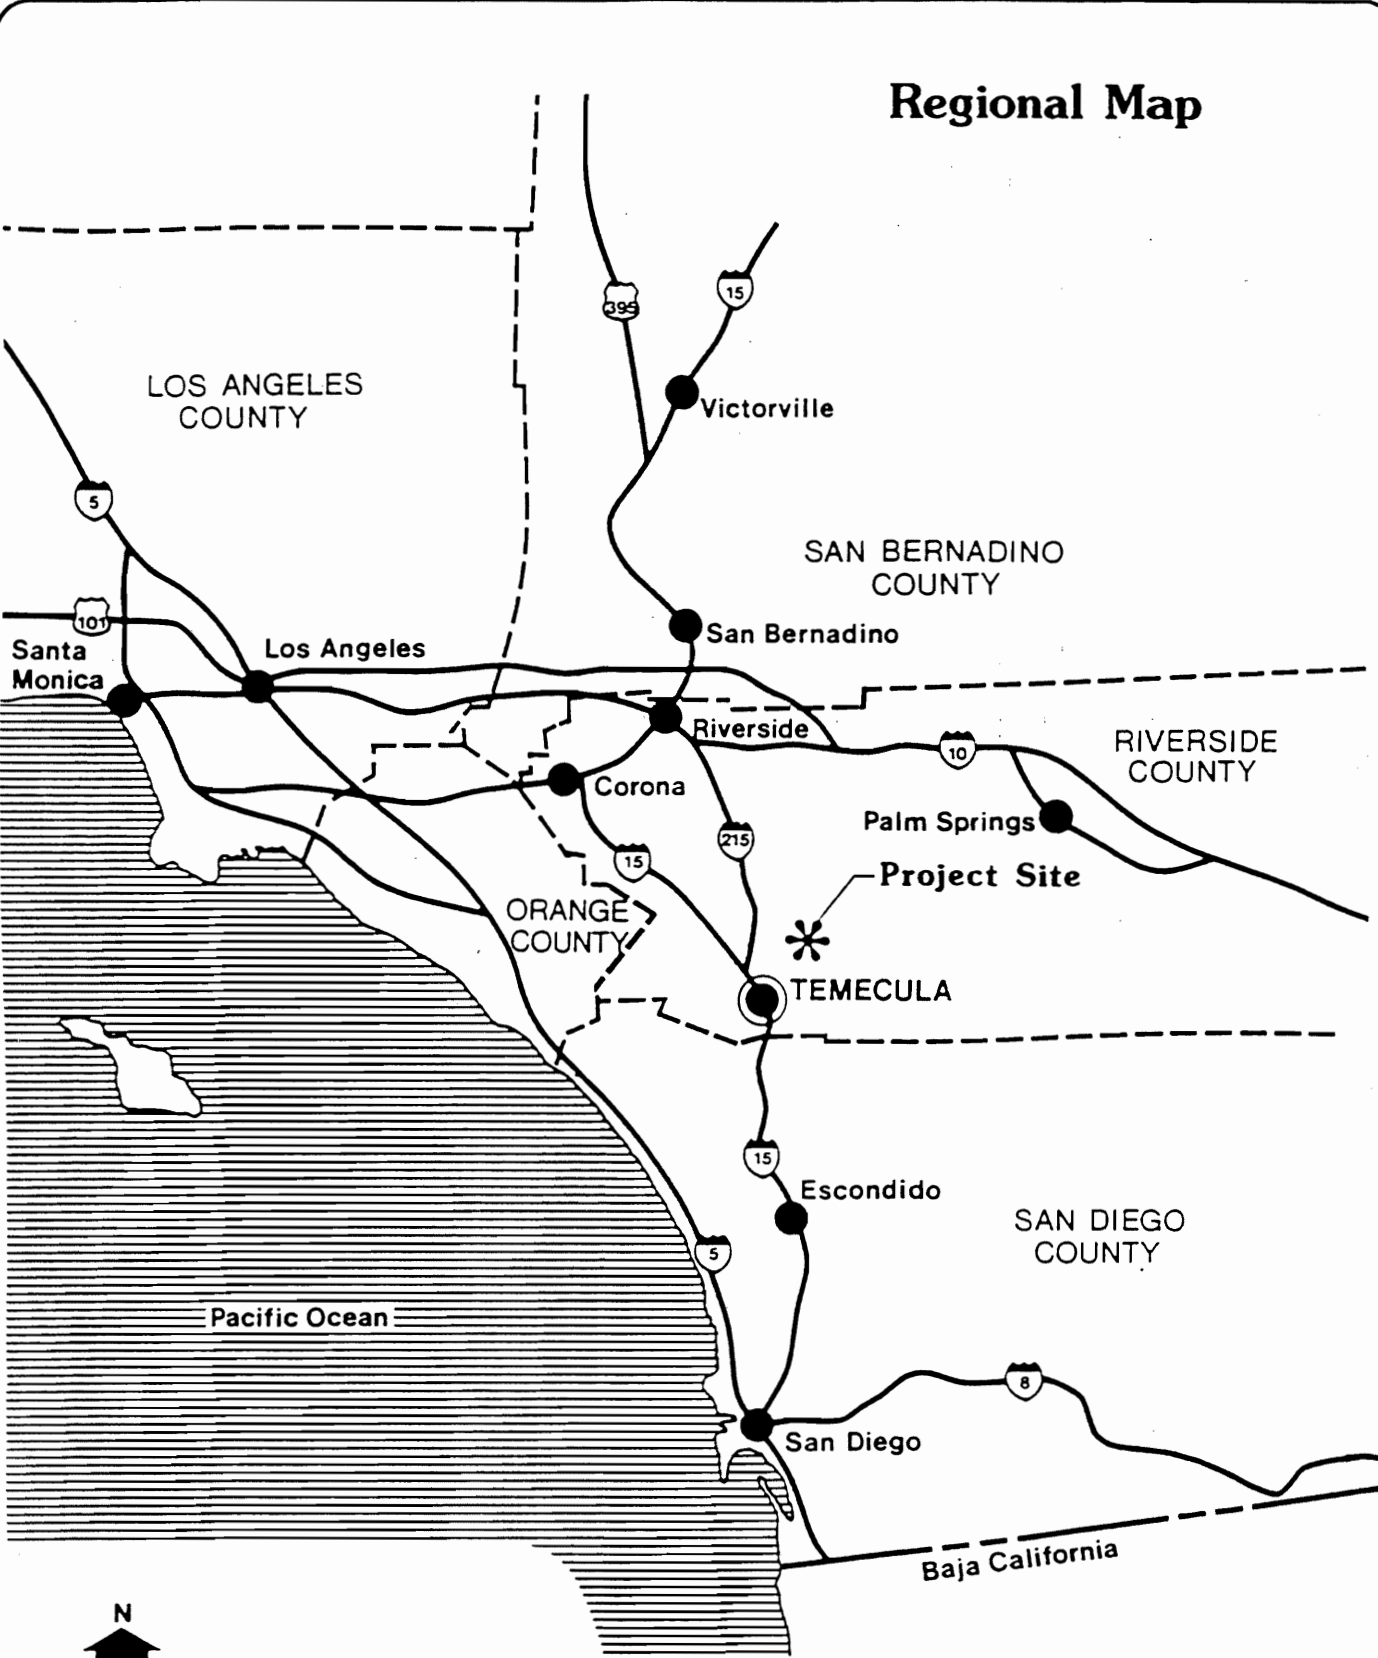 Regional Map
395
15
LOS ANGELES
COUNTY
Victorville
5
SAN BERNADINO
COUNTY
101
San Bernadino
Santa
Monica
Los Angeles
Riverside
10
RIVERSIDE
COUNTY
Corona
Palm Springs
215
15
Project Site
ORANGE
COUNTY
TEMECULA
15
Escondido
SAN DIEGO
COUNTY
5
Pacific Ocean
8
San Diego
Baja California
N